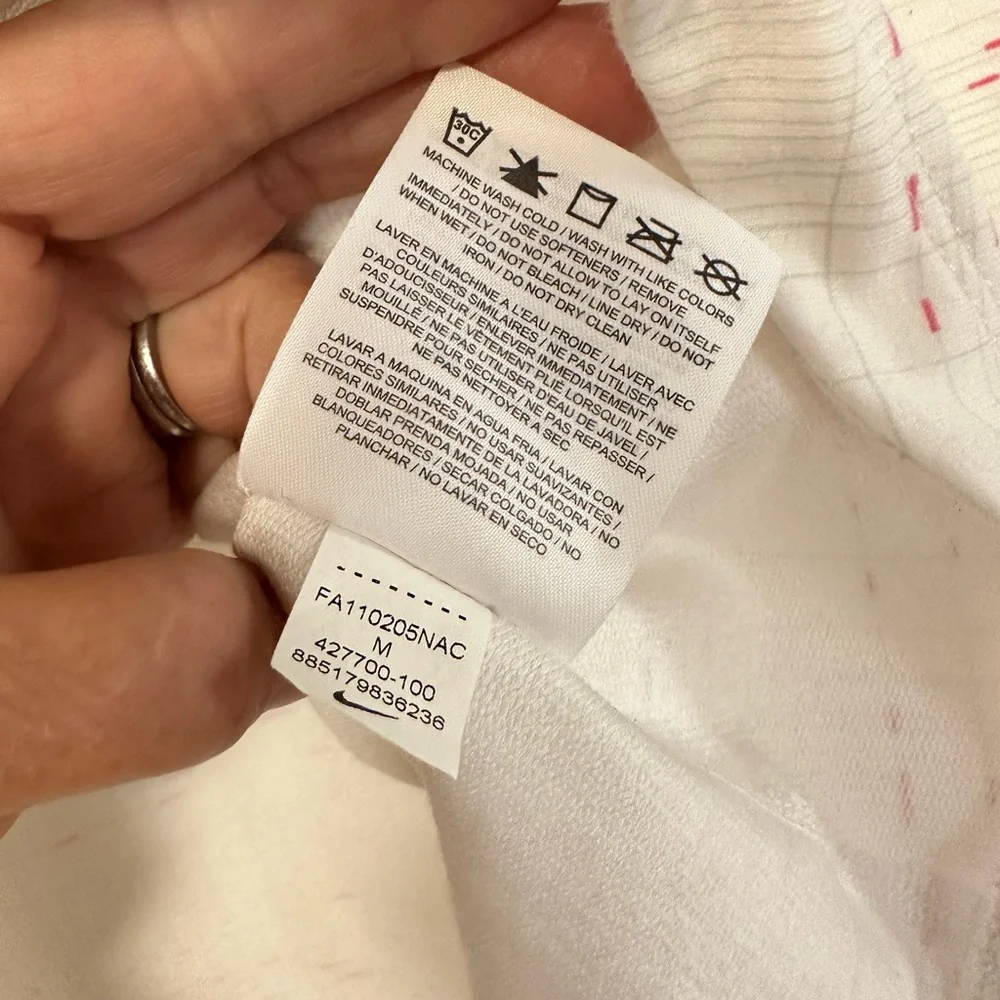 30C
MACHINE WASH COLD / WASH WITH LIKE COLORS
/ DO NOT USE SOFTENERS / REMOVE
IMMEDIATELY / DO NOT ALLOW TO LAY ON ITSELF
WHEN WET / DO NOT BLEACH / LINE DRY / DO NOT
IRON / DO NOT DRY CLEAN
LAVER EN MACHINE A L'EAU FROIDE / LAVER AVEC
COULEURS SIMILAIRES / NE PAS UTILISER
D'ADOUCISSEUR / ENLEVER IMMEDIATEMENT / NE
PAS LAISSER LE VÊTEMENT PLIÉ LORSQU'IL EST
MOUILLÉ / NE PAS UTILISER D'EAU DE JAVEL /
SUSPENDRE POUR SÉCHER / NE PAS REPASSER /
NE PAS NETTOYER A SEC
LAVAR A MAQUINA EN AGUA FRIA / LAVAR CON
COLORES SIMILARES / NO USAR SUAVIZANTES /
RETIRAR INMEDIATAMENTE DE LA LAVADORA / NO
DOBLAR PRENDA MOJADA / NO USAR
BLANQUEADORES / SECAR COLGADO / NO
PLANCHAR / NO LAVAR EN SECO
FA110205NAC
M
427700-100
885179836236